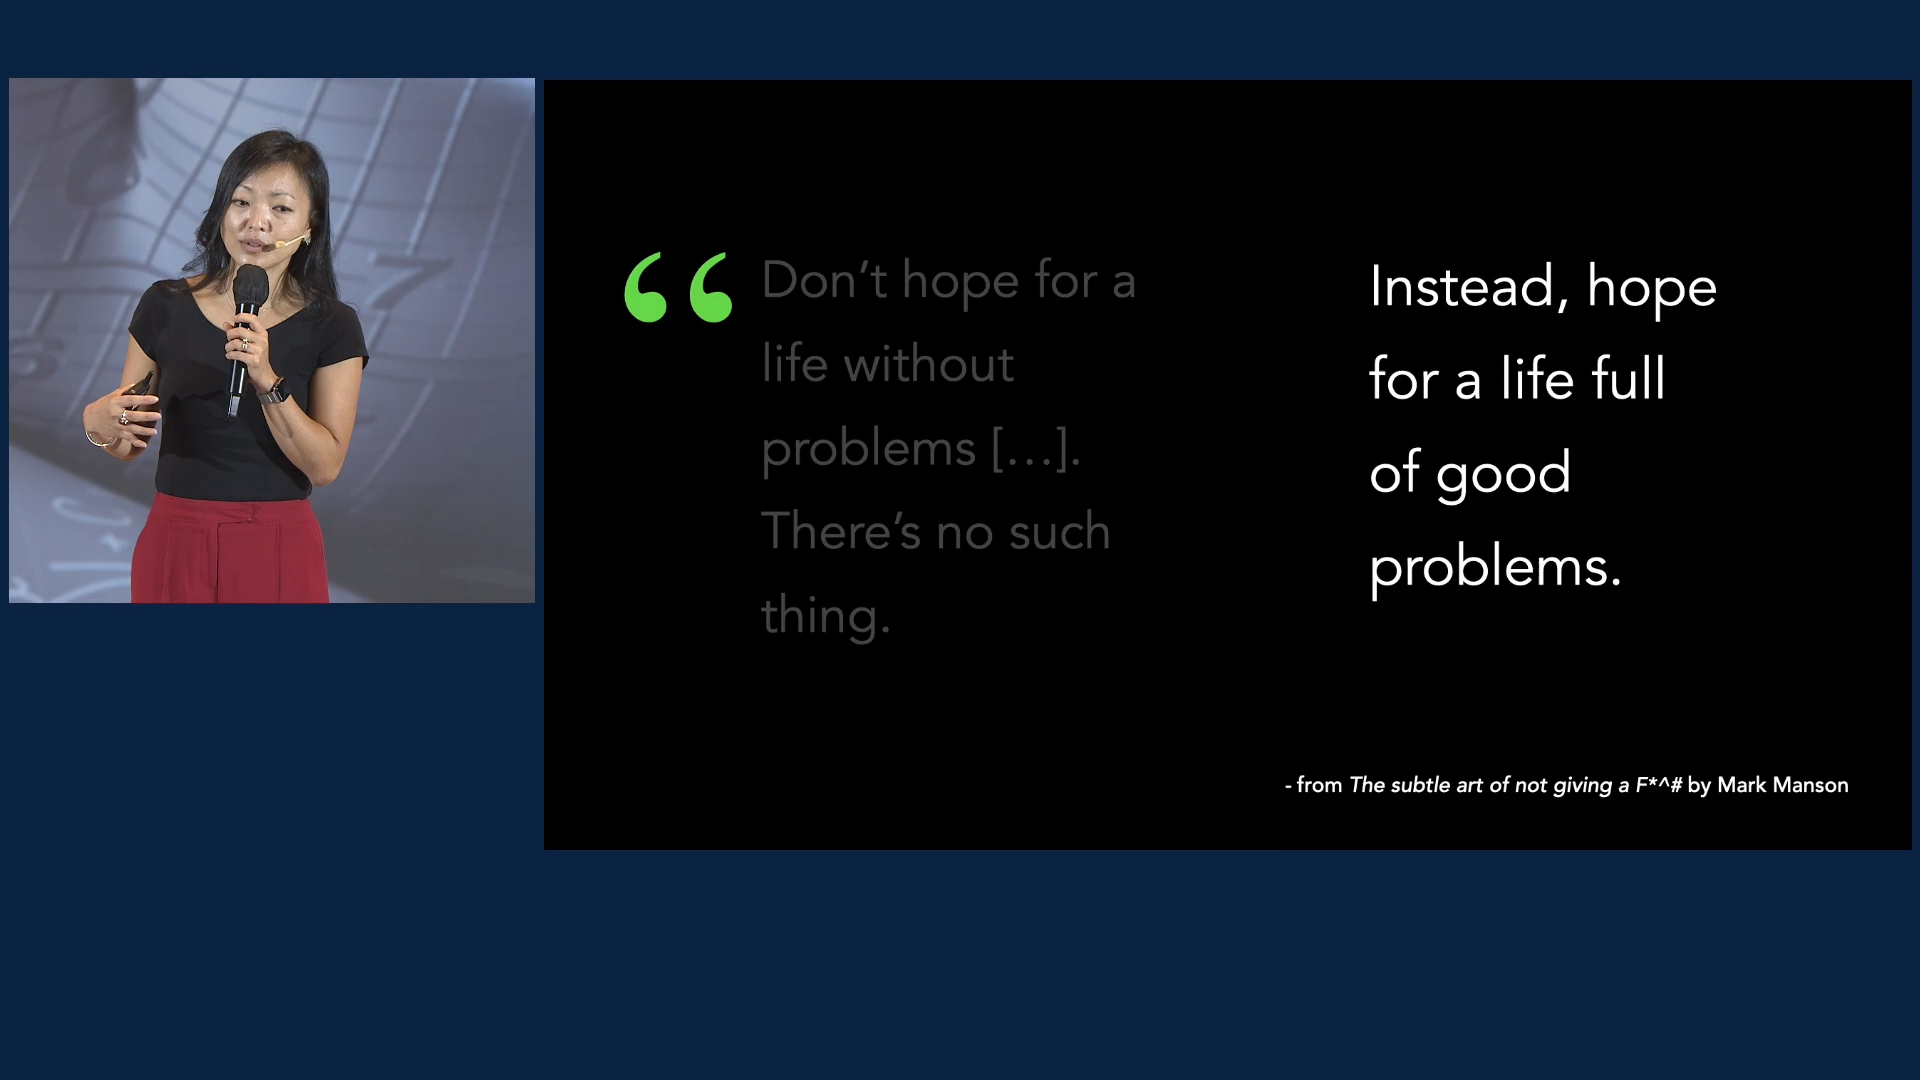 “ Don’t hope for a
life without
problems […].
There’s no such
thing.
Instead, hope
for a life full
of good
problems.
- from The subtle art of not giving a F*^# by Mark Manson
7